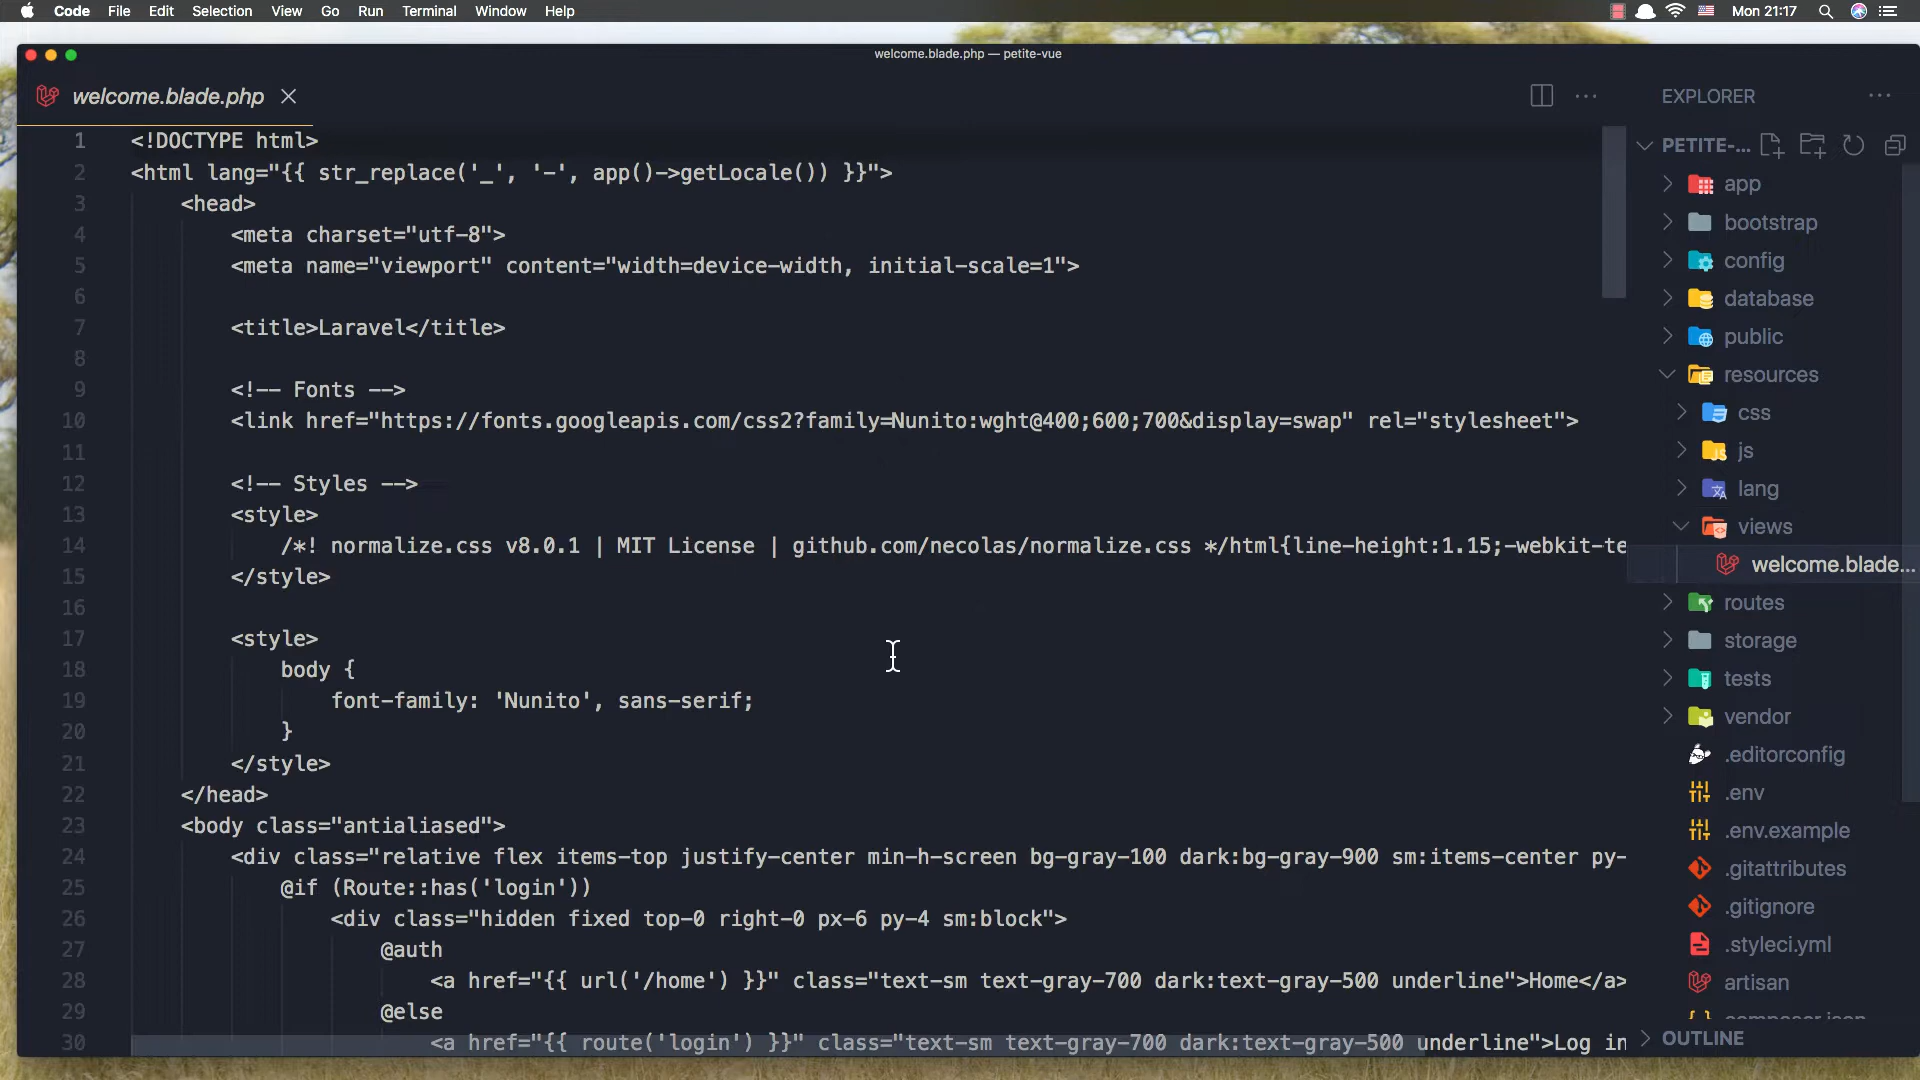 Code File Edit Selection View Go Run Terminal Window Help Mon 21:17
welcome.blade.php — petite-vue
welcome.blade.php
1 <!DOCTYPE html>
2 <html lang="{{ str_replace('_', '-', app()->getLocale()) }}">
3 <head>
4 <meta charset="utf-8">
5 <meta name="viewport" content="width=device-width, initial-scale=1">
6
7 <title>Laravel</title>
8
9 <!-- Fonts -->
10 <link href="https://fonts.googleapis.com/css2?family=Nunito:wght@400;600;700&display=swap" rel="stylesheet">
11
12 <!-- Styles -->
13 <style>
14 /*! normalize.css v8.0.1 | MIT License | github.com/necolas/normalize.css */html{line-height:1.15;-webkit-te
15 </style>
16
17 <style>
18 body {
19 font-family: 'Nunito', sans-serif;
20 }
21 </style>
22 </head>
23 <body class="antialiased">
24 <div class="relative flex items-top justify-center min-h-screen bg-gray-100 dark:bg-gray-900 sm:items-center py-
25 @if (Route::has('login'))
26 <div class="hidden fixed top-0 right-0 px-6 py-4 sm:block">
27 @auth
28 <a href="{{ url('/home') }}" class="text-sm text-gray-700 dark:text-gray-500 underline">Home</a>
29 @else
30 <a href="{{ route('login') }}" class="text-sm text-gray-700 dark:text-gray-500 underline">Log in
EXPLORER
PETITE-...
app
bootstrap
config
database
public
resources
css
js
lang
views
welcome.blade...
routes
storage
tests
vendor
.editorconfig
.env
.env.example
.gitattributes
.gitignore
.styleci.yml
artisan
OUTLINE